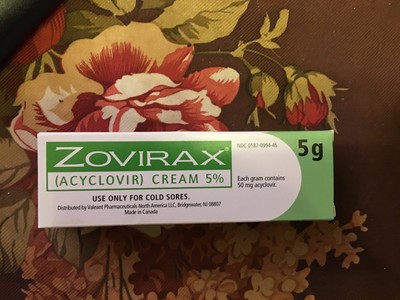 ZOVIRAX®
(ACYCLOVIR) CREAM 5%
USE ONLY FOR COLD SORES.
Distributed by Valeant Pharmaceuticals North America LLC, Bridgewater, NJ 08807
Made in Canada
NDC 0187-0994-45
5g
Each gram contains
50 mg acyclovir.